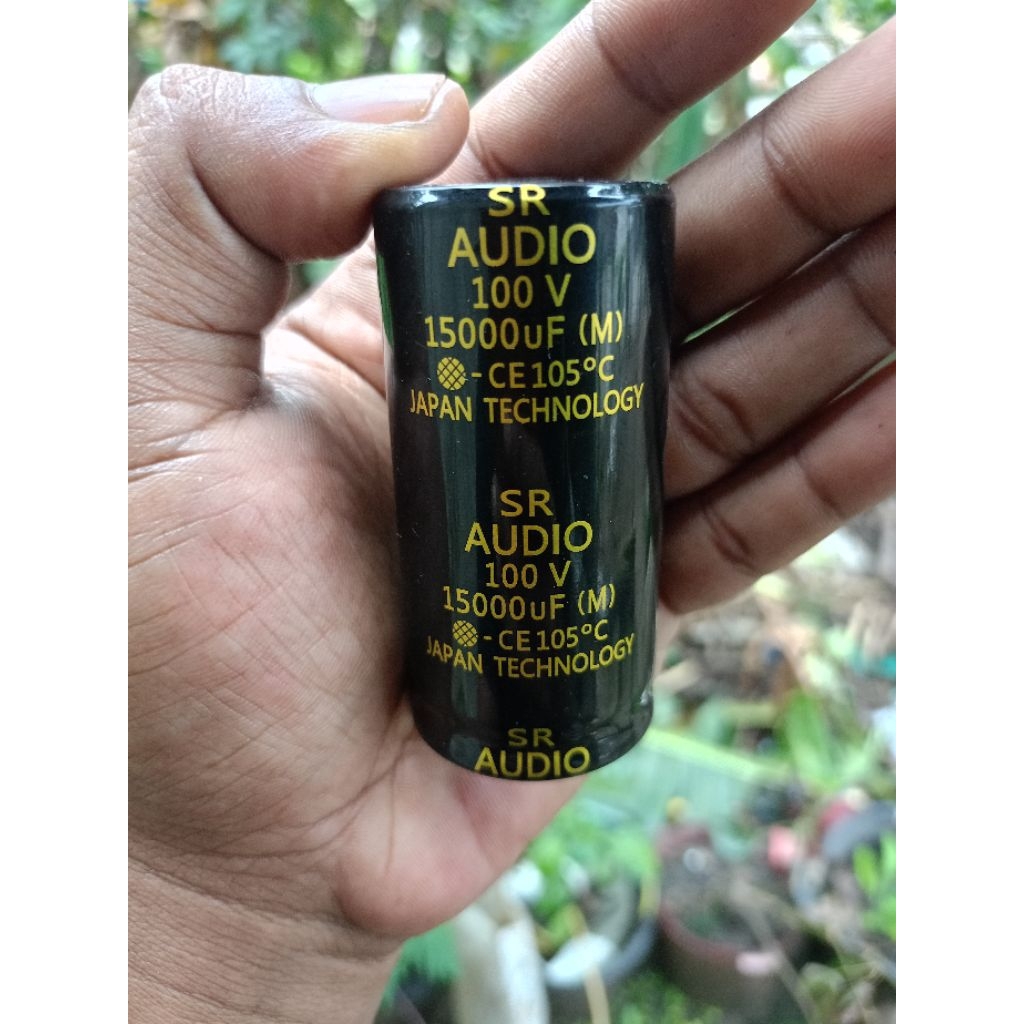 SR
AUDIO
100 V
15000uF (M)
- CE 105°C
JAPAN TECHNOLOGY
SR
AUDIO
100 V
15000uF (M)
- CE 105°C
JAPAN TECHNOLOGY
SR
AUDIO